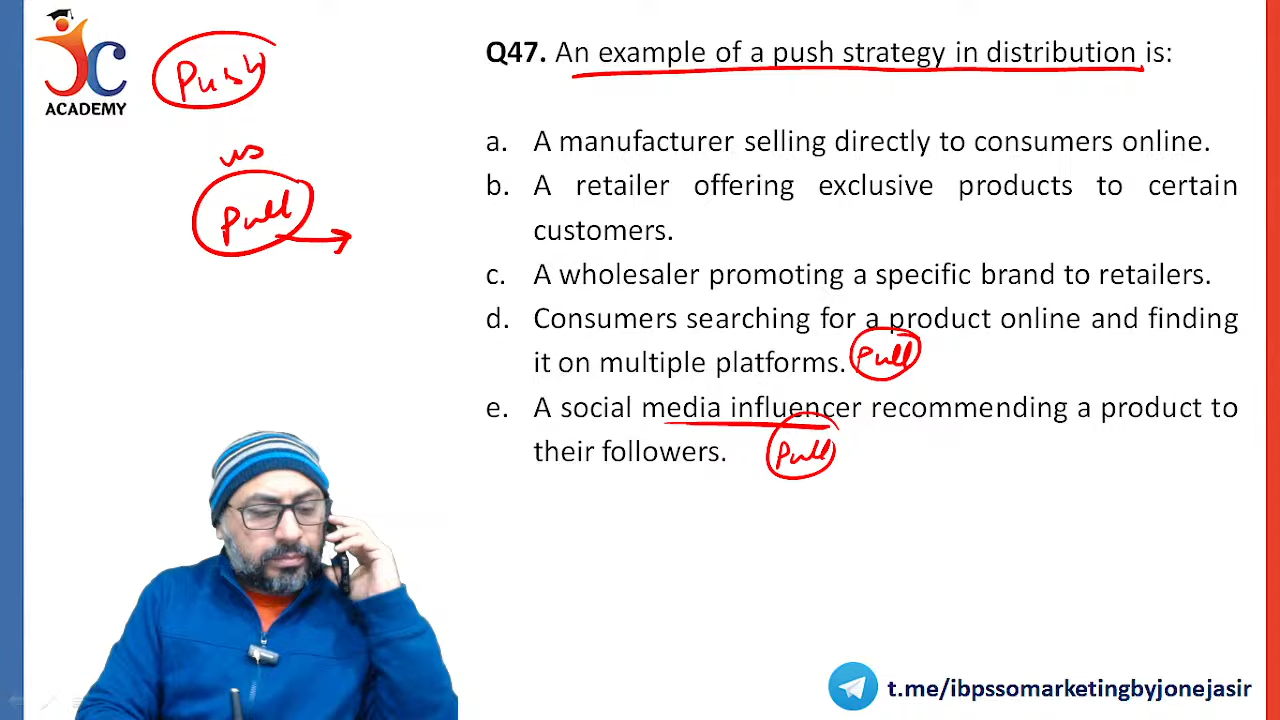 JC
ACADEMY
Push
vs
Pull
Q47. An example of a push strategy in distribution is:
a. A manufacturer selling directly to consumers online.
b. A retailer offering exclusive products to certain
customers.
c. A wholesaler promoting a specific brand to retailers.
d. Consumers searching for a product online and finding
it on multiple platforms. Pull
e. A social media influencer recommending a product to
their followers. Pull
t.me/ibpssomarketingbyjonejasir